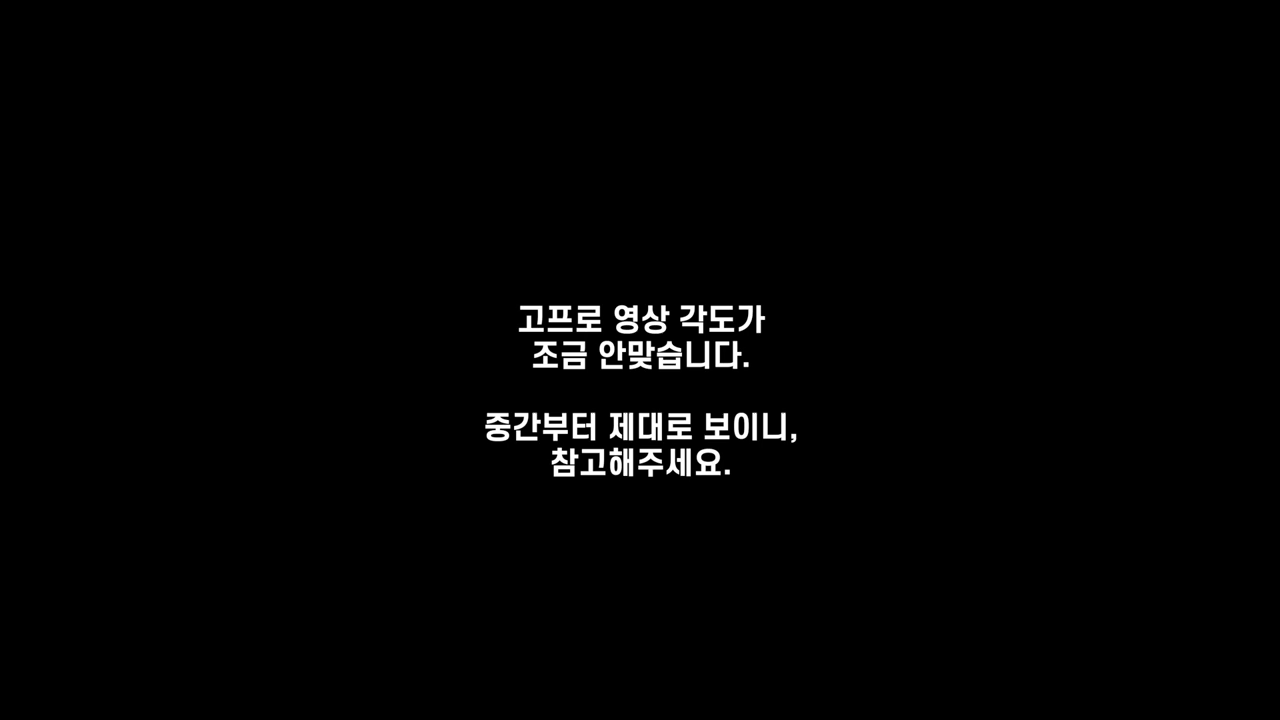 고프로 영상 각도가
조금 안맞습니다.
중간부터 제대로 보이니,
참고해주세요.